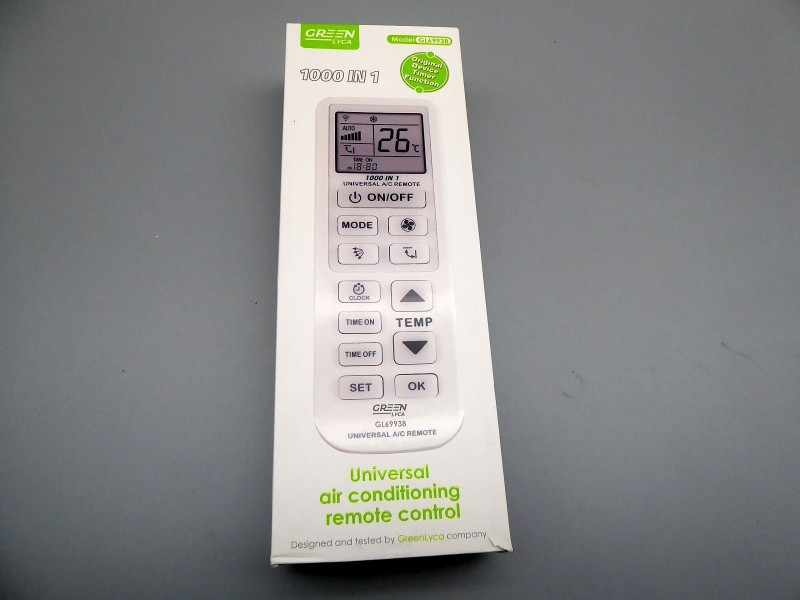 GREEN
LYCA
Model GL69938
Original
Device
Timer
Function
1000 IN 1
AUTO
26°C
TIME ON
18:80
1000 IN 1
UNIVERSAL A/C REMOTE
ON/OFF
MODE
CLOCK
TIME ON
TEMP
TIME OFF
SET
OK
GREEN
LYCA
GL69938
UNIVERSAL A/C REMOTE
Universal
air conditioning
remote control
Designed and tested by GreenLyca company